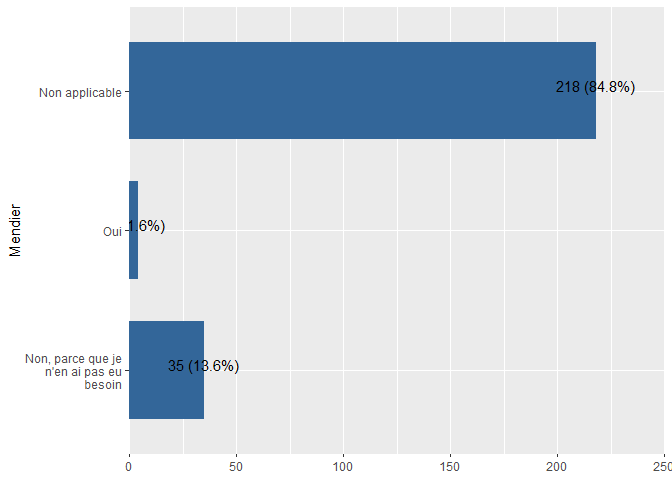 Mendier
Non applicable
218 (84.8%)
Oui
1.6%)
Non, parce que je
n'en ai pas eu
besoin
35 (13.6%)
0 50 100 150 200 250